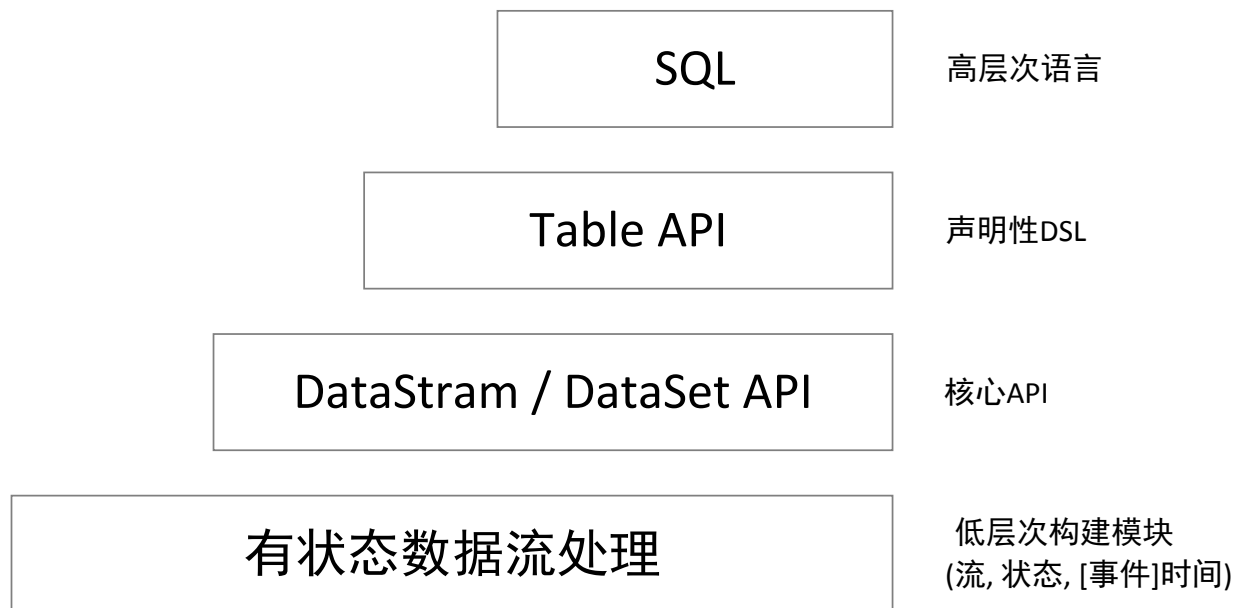 SQL
高层次语言
Table API
声明性DSL
DataStram / DataSet API
核心API
有状态数据流处理
低层次构建模块
(流, 状态, [事件]时间)